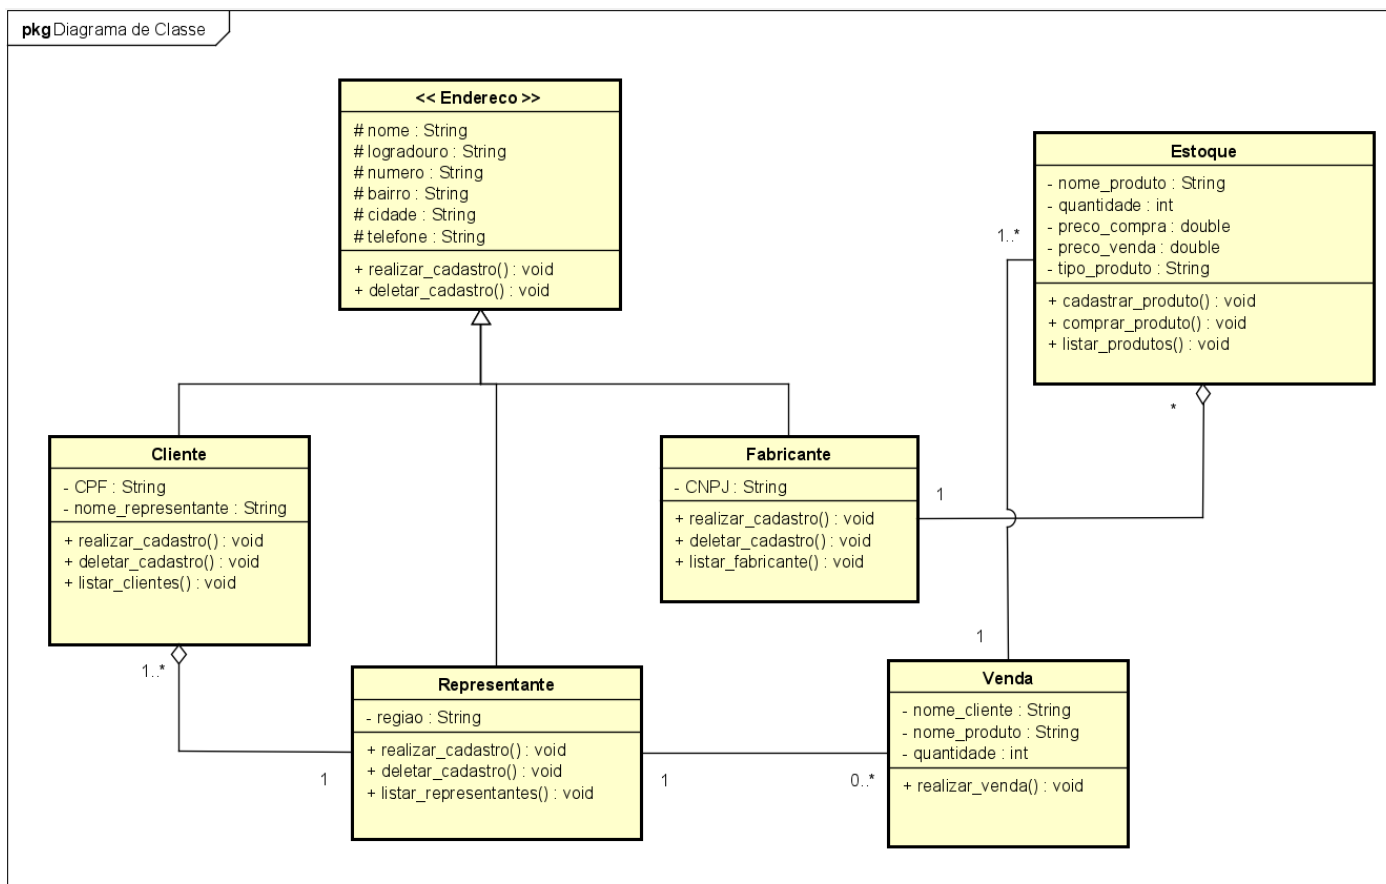 pkg Diagrama de Classe
<< Endereco >>
# nome : String
# logradouro : String
# numero : String
# bairro : String
# cidade : String
# telefone : String
+ realizar_cadastro() : void
+ deletar_cadastro() : void
Estoque
- nome_produto : String
- quantidade : int
- preco_compra : double
- preco_venda : double
- tipo_produto : String
+ cadastrar_produto() : void
+ comprar_produto() : void
+ listar_produtos() : void
1..*
*
Cliente
- CPF : String
- nome_representante : String
+ realizar_cadastro() : void
+ deletar_cadastro() : void
+ listar_clientes() : void
1..*
Fabricante
- CNPJ : String
+ realizar_cadastro() : void
+ deletar_cadastro() : void
+ listar_fabricante() : void
1
1
Representante
- regiao : String
+ realizar_cadastro() : void
+ deletar_cadastro() : void
+ listar_representantes() : void
1
1
0..*
Venda
- nome_cliente : String
- nome_produto : String
- quantidade : int
+ realizar_venda() : void